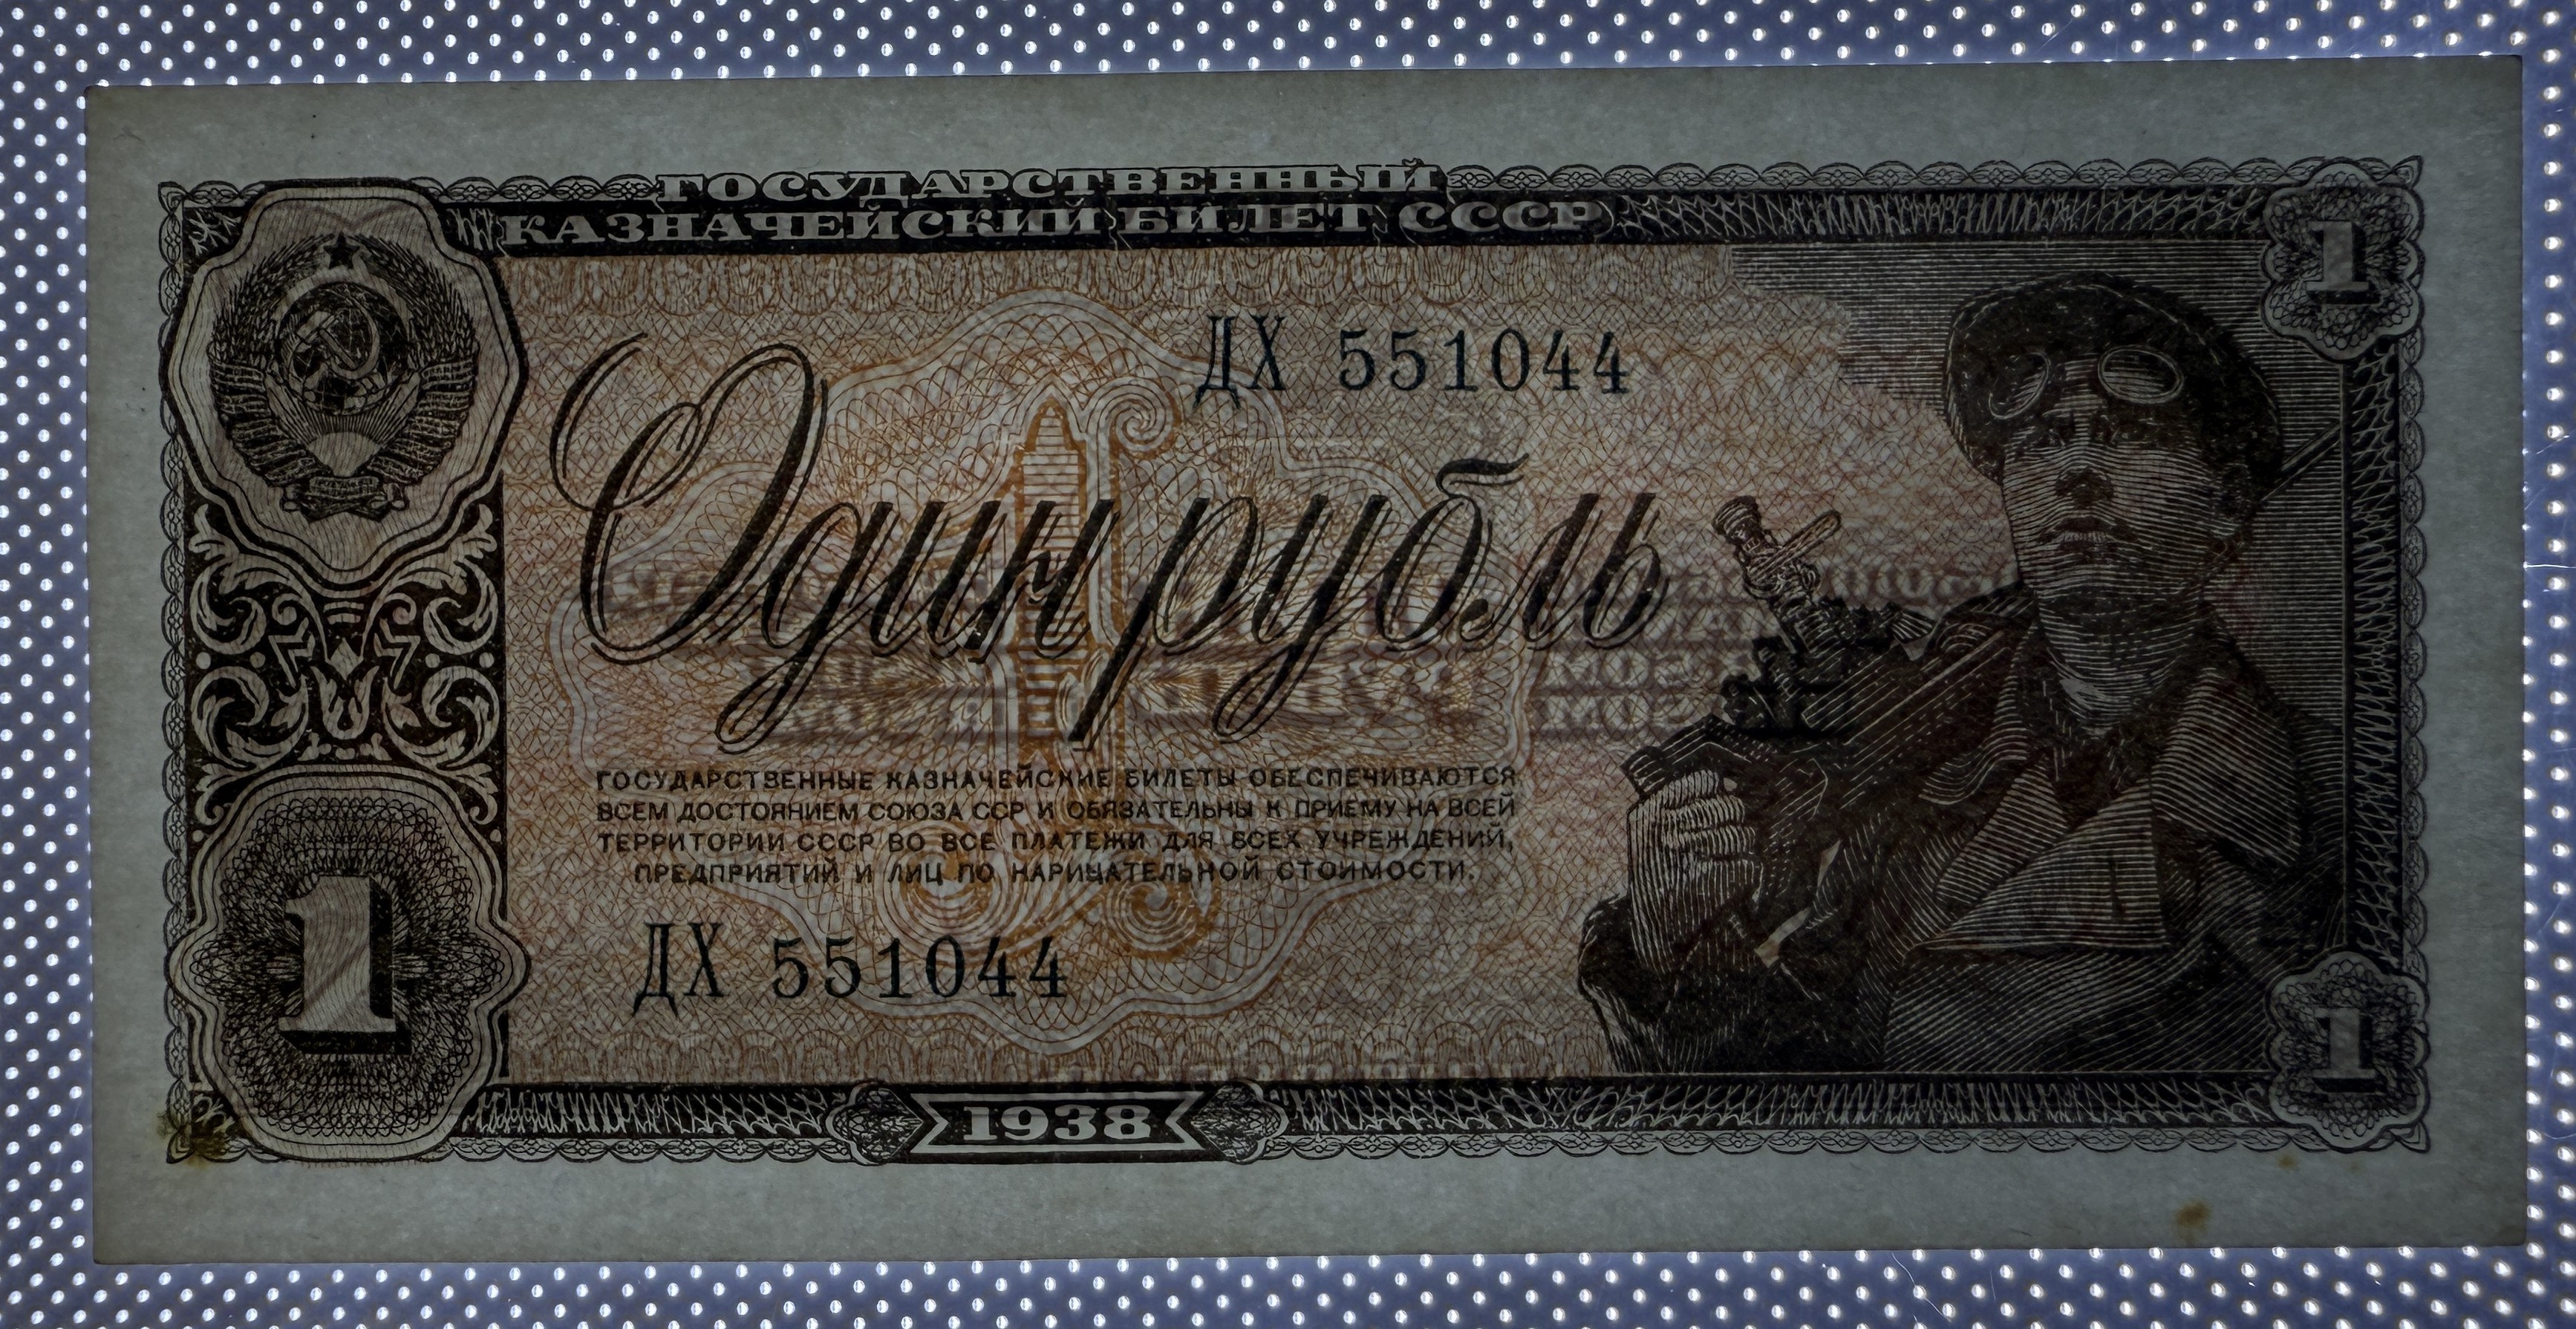 ГОСУДАРСТВЕННЫЙ
КАЗНАЧЕЙСКИЙ БИЛЕТ СССР
1
ДХ 551044
Один рубль
ГОСУДАРСТВЕННЫЕ КАЗНАЧЕЙСКИЕ БИЛЕТЫ ОБЕСПЕЧИВАЮТСЯ
ВСЕМ ДОСТОЯНИЕМ СОЮЗА ССР И ОБЯЗАТЕЛЬНЫ К ПРИЕМУ НА ВСЕЙ
ТЕРРИТОРИИ СССР ВО ВСЕ ПЛАТЕЖИ ДЛЯ ВСЕХ УЧРЕЖДЕНИЙ,
ПРЕДПРИЯТИЙ И ЛИЦ ПО НАРИЦАТЕЛЬНОЙ СТОИМОСТИ.
ДХ 551044
1
1
1938